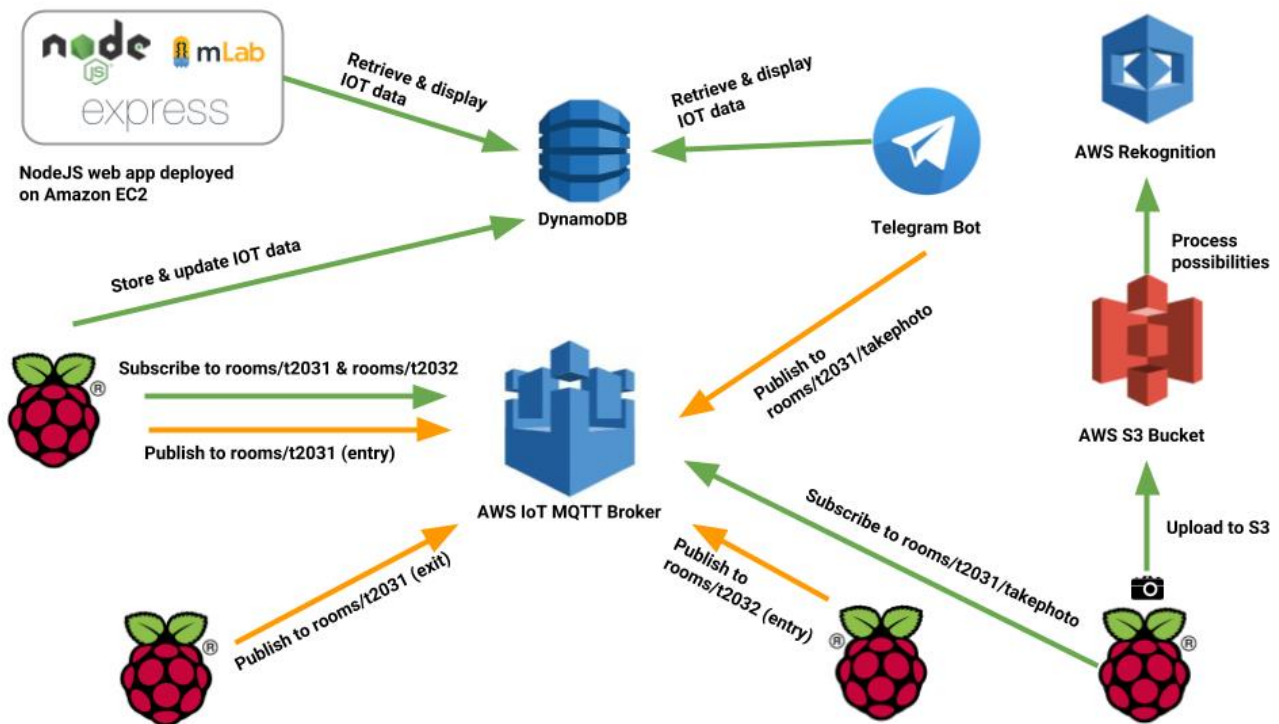 node
JS
mLab
express
NodeJS web app deployed
on Amazon EC2
Retrieve & display
IOT data
Retrieve & display
IOT data
DynamoDB
Telegram Bot
AWS Rekognition
Process
possibilities
AWS S3 Bucket
Upload to S3
Store & update IOT data
®
Subscribe to rooms/t2031 & rooms/t2032
Publish to rooms/t2031 (entry)
AWS IoT MQTT Broker
Publish to
rooms/t2031/takephoto
Publish to rooms/t2031 (exit)
®
Publish to
rooms/t2032 (entry)
®
Subscribe to rooms/t2031/takephoto
®